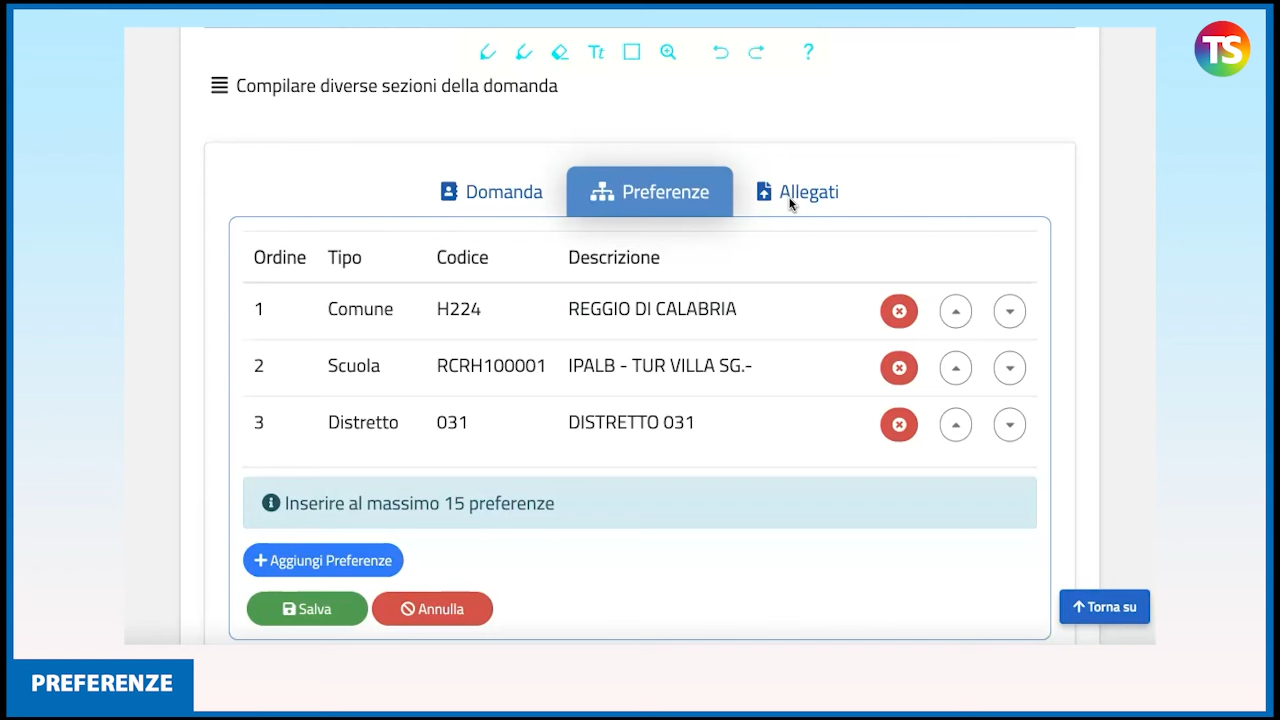 TS
Tt ?
Compilare diverse sezioni della domanda
Domanda Preferenze Allegati
Ordine Tipo Codice Descrizione
1 Comune H224 REGGIO DI CALABRIA
2 Scuola RCRH100001 IPALB - TUR VILLA SG.-
3 Distretto 031 DISTRETTO 031
Inserire al massimo 15 preferenze
+ Aggiungi Preferenze
Salva Annulla
Torna su
PREFERENZE